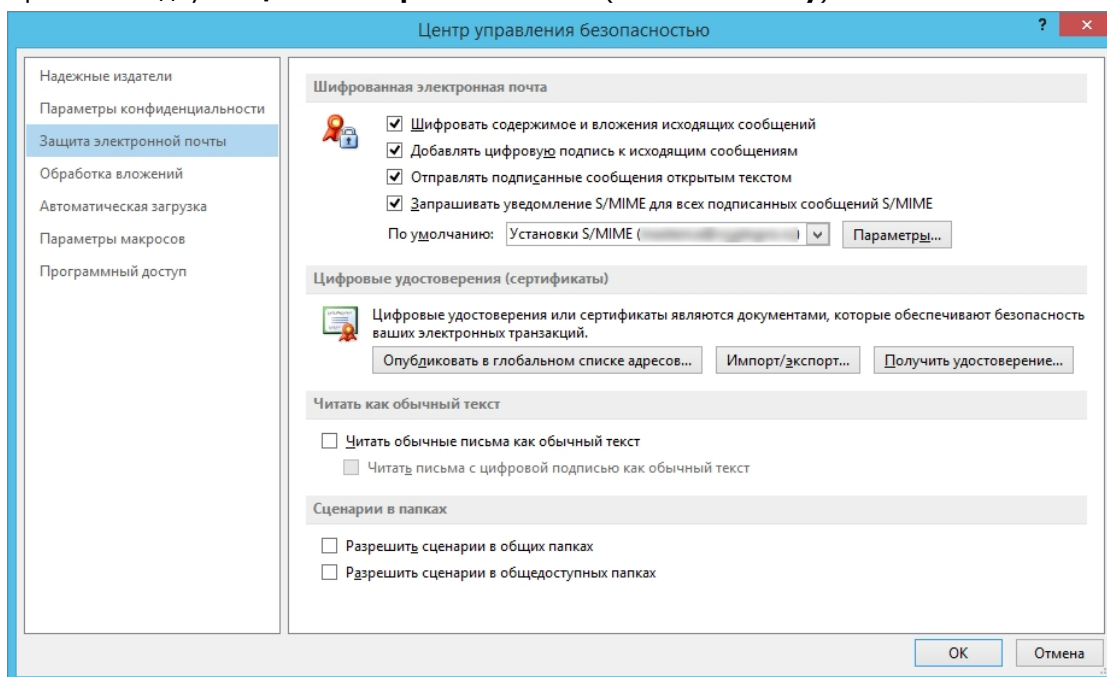 Центр управления безопасностью
?
Надежные издатели
Параметры конфиденциальности
Защита электронной почты
Обработка вложений
Автоматическая загрузка
Параметры макросов
Программный доступ
Шифрованная электронная почта
Шифровать содержимое и вложения исходящих сообщений
Добавлять цифровую подпись к исходящим сообщениям
Отправлять подписанные сообщения открытым текстом
Запрашивать уведомление S/MIME для всех подписанных сообщений S/MIME
По умолчанию: Установки S/MIME ( ) Параметры...
Цифровые удостоверения (сертификаты)
Цифровые удостоверения или сертификаты являются документами, которые обеспечивают безопасность
ваших электронных транзакций.
Опубликовать в глобальном списке адресов... Импорт/экспорт... Получить удостоверение...
Читать как обычный текст
Читать обычные письма как обычный текст
Читать письма с цифровой подписью как обычный текст
Сценарии в папках
Разрешить сценарии в общих папках
Разрешить сценарии в общедоступных папках
ОК Отмена